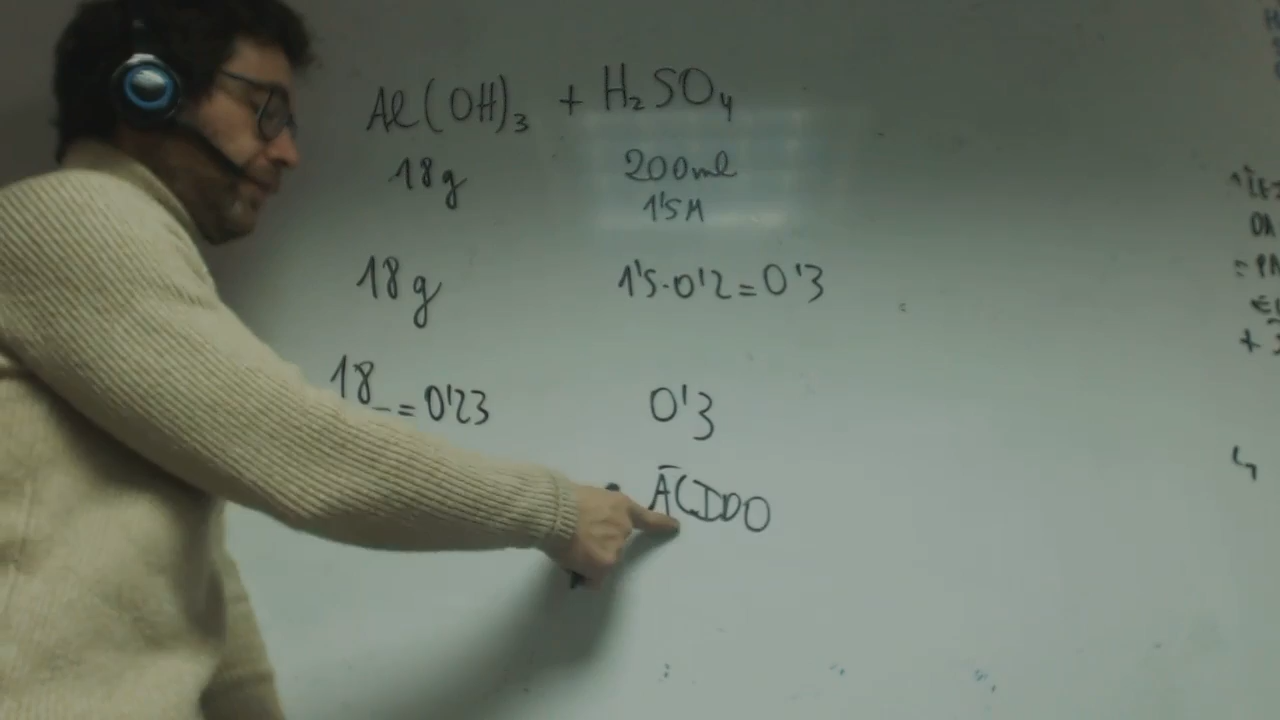 Al(OH)₃ + H₂SO₄
18g 200ml
1'5M
18g 1'5·0'2=0'3
18 = 0'23 0'3
ÁCIDO